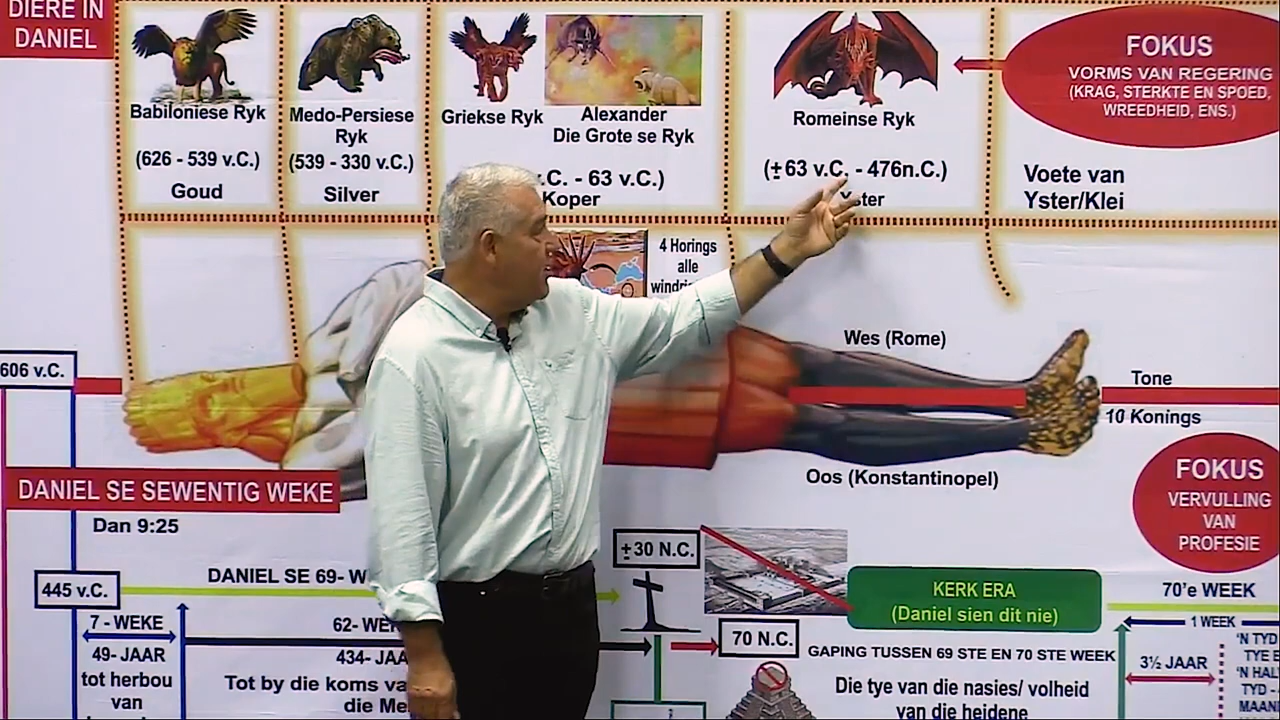 DIERE IN
DANIEL
Babiloniese Ryk
(626 - 539 v.C.)
Goud
Medo-Persiese
Ryk
(539 - 330 v.C.)
Silver
Griekse Ryk
Alexander
Die Grote se Ryk
.C. - 63 v.C.)
Koper
Romeinse Ryk
(±63 v.C. - 476n.C.)
FOKUS
VORMS VAN REGERING
(KRAG, STERKTE EN SPOED,
WREEDHEID, ENS.)
Voete van
Yster/Klei
4 Horings
alle
606 v.C.
Wes (Rome)
Tone
10 Konings
Oos (Konstantinopel)
FOKUS
VERVULLING
VAN
PROFESIE
DANIEL SE SEWENTIG WEKE
Dan 9:25
445 v.C.
DANIEL SE 69- W
7 - WEKE
49- JAAR
tot herbou
van
62- WE
434- JAA
Tot by die koms va
die Me
±30 N.C.
70 N.C.
KERK ERA
(Daniel sien dit nie)
GAPING TUSSEN 69 STE EN 70 STE WEEK
Die tye van die nasies/ volheid
van die heidene
70'e WEEK
1 WEEK
3½ JAAR
'N TYD
TYE E
'N HAL
TYD -
MAAN